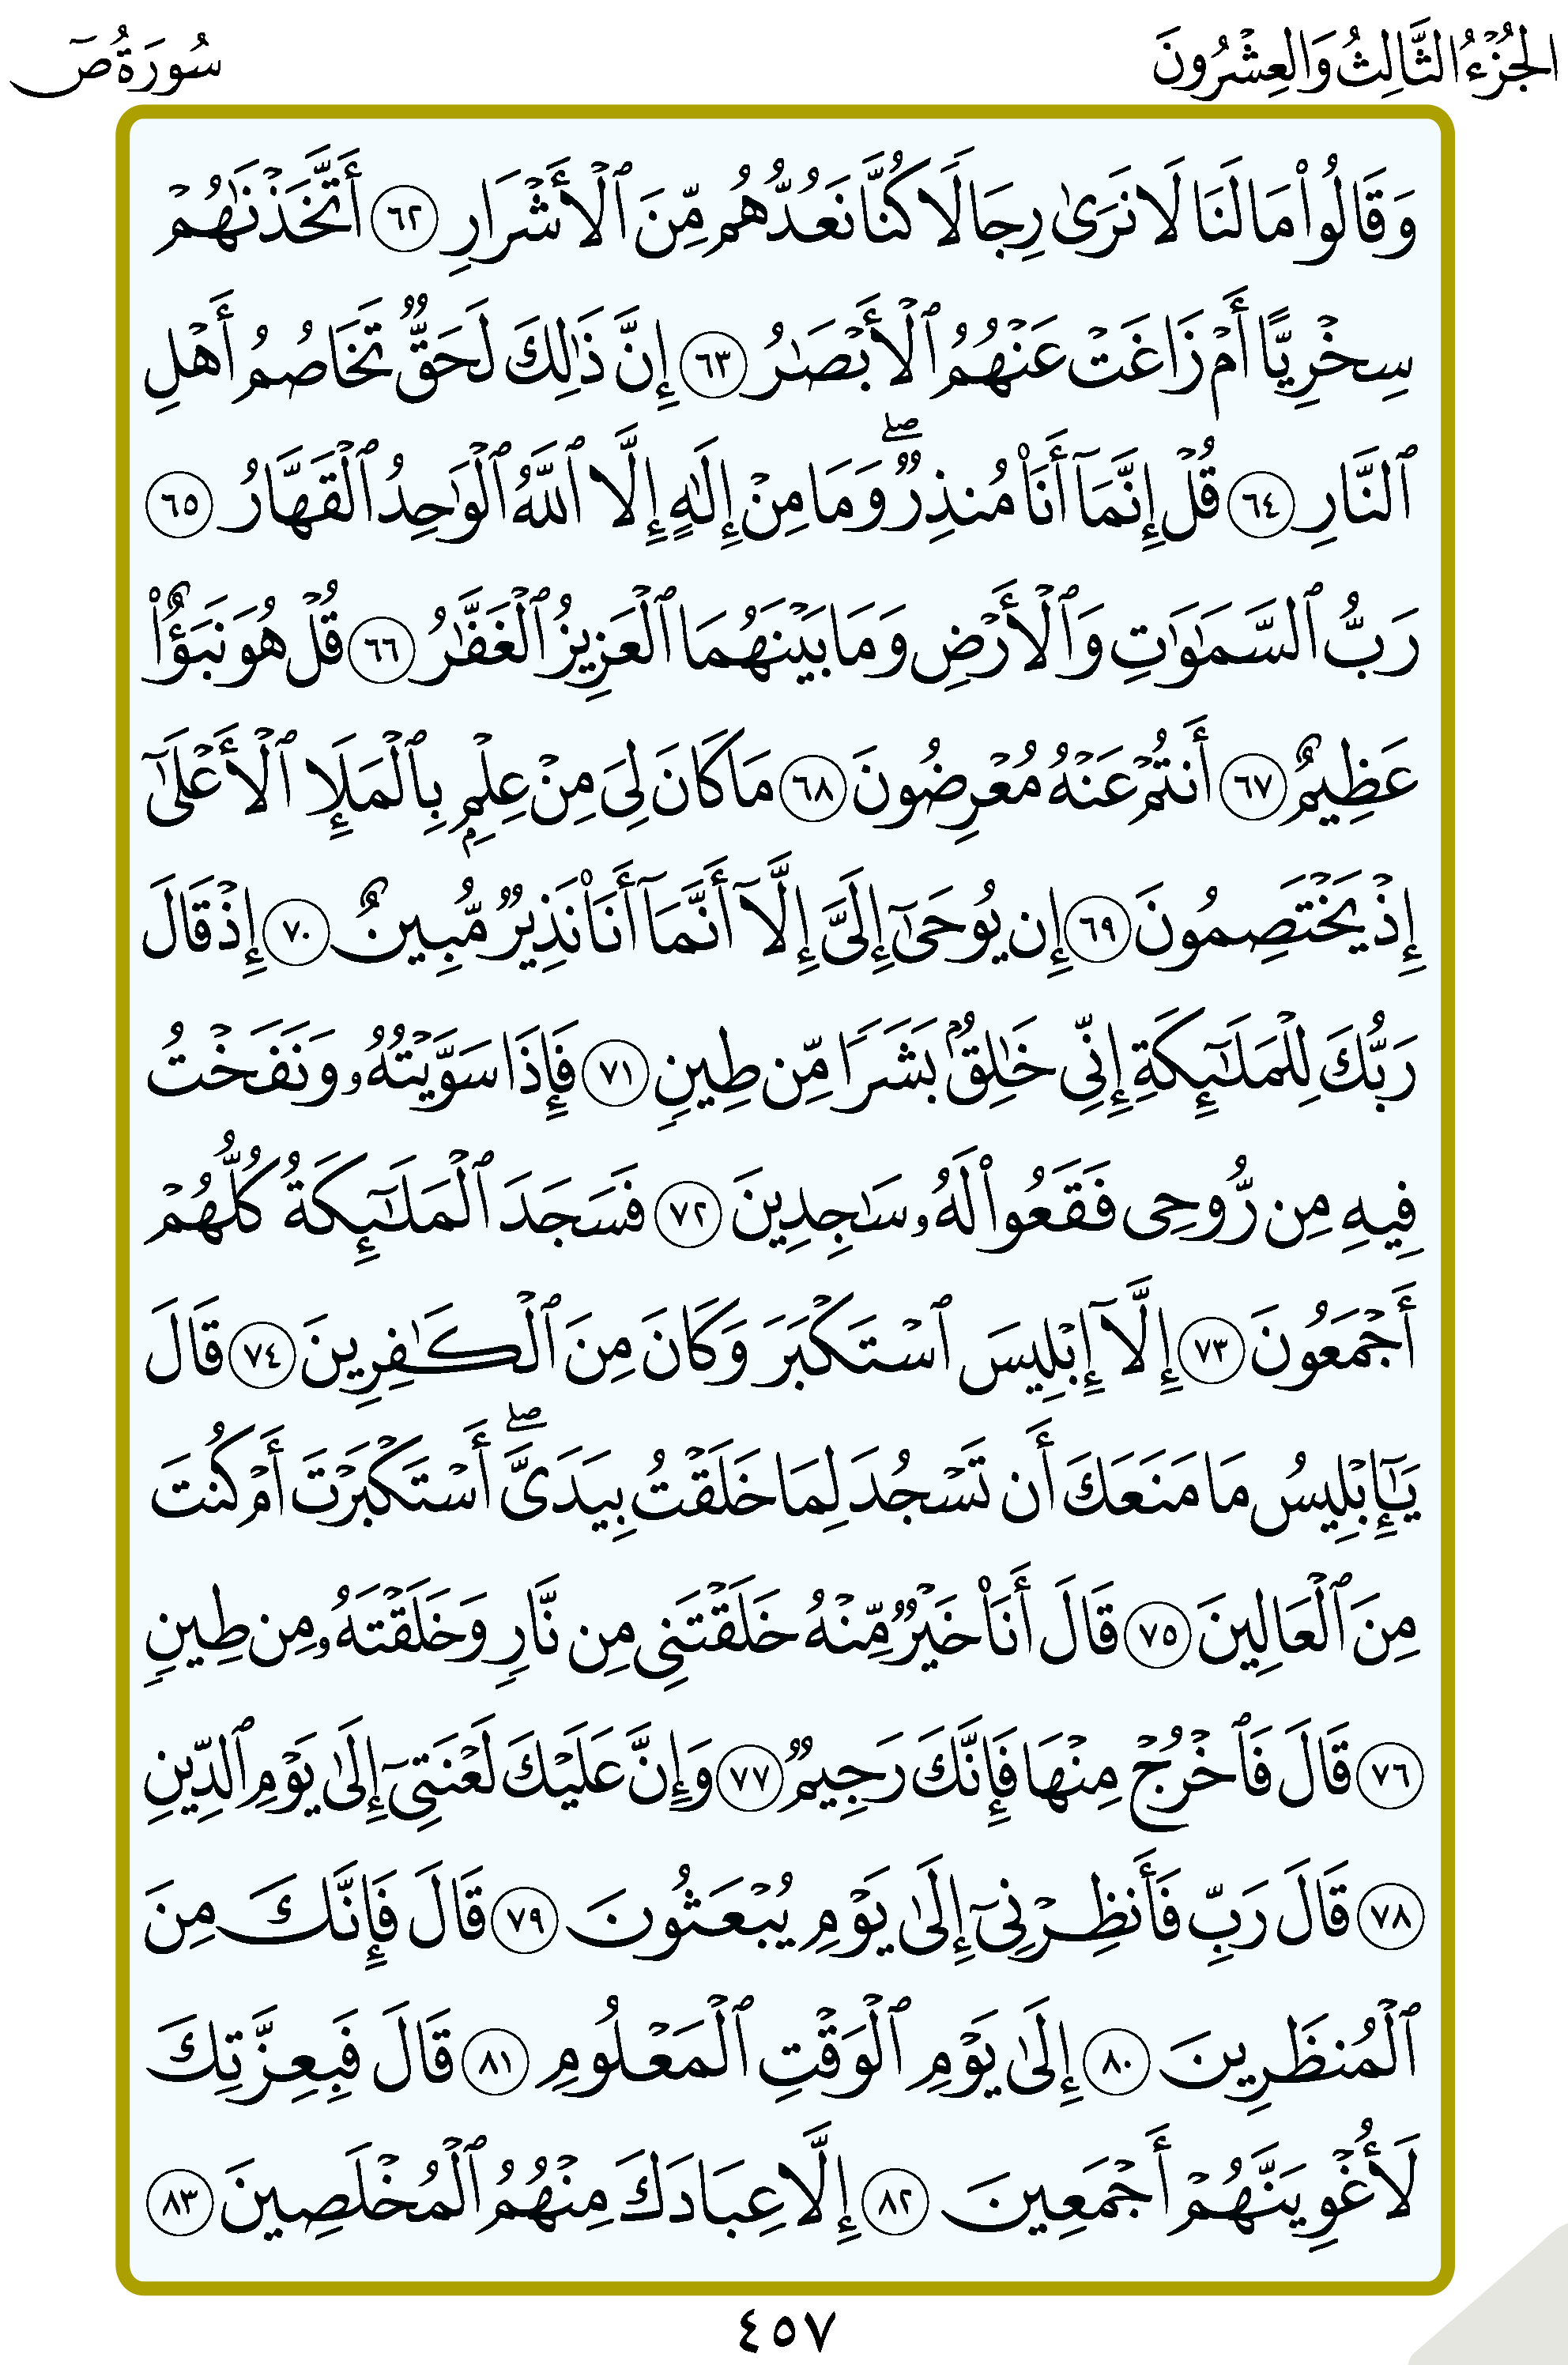 الجُزْءُ الثَّالِثُ وَالعِشْرُونَ
سُورَةُ صٓ
وَقَالُوا۟ مَا لَنَا لَا نَرَىٰ رِجَالًا كُنَّا نَعُدُّهُم مِّنَ ٱلْأَشْرَارِ ٦٢ أَتَّخَذْنَٰهُمْ
سِخْرِيًّا أَمْ زَاغَتْ عَنْهُمُ ٱلْأَبْصَٰرُ ٦٣ إِنَّ ذَٰلِكَ لَحَقٌّ تَخَاصُمُ أَهْلِ
ٱلنَّارِ ٦٤ قُلْ إِنَّمَآ أَنَا۠ مُنذِرٌ ۖ وَمَا مِنْ إِلَٰهٍ إِلَّا ٱللَّهُ ٱلْوَٰحِدُ ٱلْقَهَّارُ ٦٥
رَبُّ ٱلسَّمَٰوَٰتِ وَٱلْأَرْضِ وَمَا بَيْنَهُمَا ٱلْعَزِيزُ ٱلْغَفَّٰرُ ٦٦ قُلْ هُوَ نَبَؤٌا۟
عَظِيمٌ ٦٧ أَنتُمْ عَنْهُ مُعْرِضُونَ ٦٨ مَا كَانَ لِىَ مِنْ عِلْمٍۭ بِٱلْمَلَإِ ٱلْأَعْلَىٰٓ
إِذْ يَخْتَصِمُونَ ٦٩ إِن يُوحَىٰٓ إِلَىَّ إِلَّآ أَنَّمَآ أَنَا۠ نَذِيرٌ مُّبِينٌ ٧٠ إِذْ قَالَ
رَبُّكَ لِلْمَلَٰٓئِكَةِ إِنِّى خَٰلِقٌۢ بَشَرًا مِّن طِينٍ ٧١ فَإِذَا سَوَّيْتُهُۥ وَنَفَخْتُ
فِيهِ مِن رُّوحِى فَقَعُوا۟ لَهُۥ سَٰجِدِينَ ٧٢ فَسَجَدَ ٱلْمَلَٰٓئِكَةُ كُلُّهُمْ
أَجْمَعُونَ ٧٣ إِلَّآ إِبْلِيسَ ٱسْتَكْبَرَ وَكَانَ مِنَ ٱلْكَٰفِرِينَ ٧٤ قَالَ
يَٰٓإِبْلِيسُ مَا مَنَعَكَ أَن تَسْجُدَ لِمَا خَلَقْتُ بِيَدَىَّ ۖ أَسْتَكْبَرْتَ أَمْ كُنتَ
مِنَ ٱلْعَالِينَ ٧٥ قَالَ أَنَا۠ خَيْرٌ مِّنْهُ خَلَقْتَنِى مِن نَّارٍ وَخَلَقْتَهُۥ مِن طِينٍ
٧٦ قَالَ فَٱخْرُجْ مِنْهَا فَإِنَّكَ رَجِيمٌ ٧٧ وَإِنَّ عَلَيْكَ لَعْنَتِىٓ إِلَىٰ يَوْمِ ٱلدِّينِ
٧٨ قَالَ رَبِّ فَأَنظِرْنِىٓ إِلَىٰ يَوْمِ يُبْعَثُونَ ٧٩ قَالَ فَإِنَّكَ مِنَ
ٱلْمُنظَرِينَ ٨٠ إِلَىٰ يَوْمِ ٱلْوَقْتِ ٱلْمَعْلُومِ ٨١ قَالَ فَبِعِزَّتِكَ
لَأُغْوِيَنَّهُمْ أَجْمَعِينَ ٨٢ إِلَّا عِبَادَكَ مِنْهُمُ ٱلْمُخْلَصِينَ ٨٣
٤٥٧